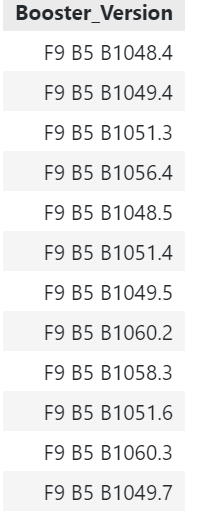 Booster_Version
F9 B5 B1048.4
F9 B5 B1049.4
F9 B5 B1051.3
F9 B5 B1056.4
F9 B5 B1048.5
F9 B5 B1051.4
F9 B5 B1049.5
F9 B5 B1060.2
F9 B5 B1058.3
F9 B5 B1051.6
F9 B5 B1060.3
F9 B5 B1049.7